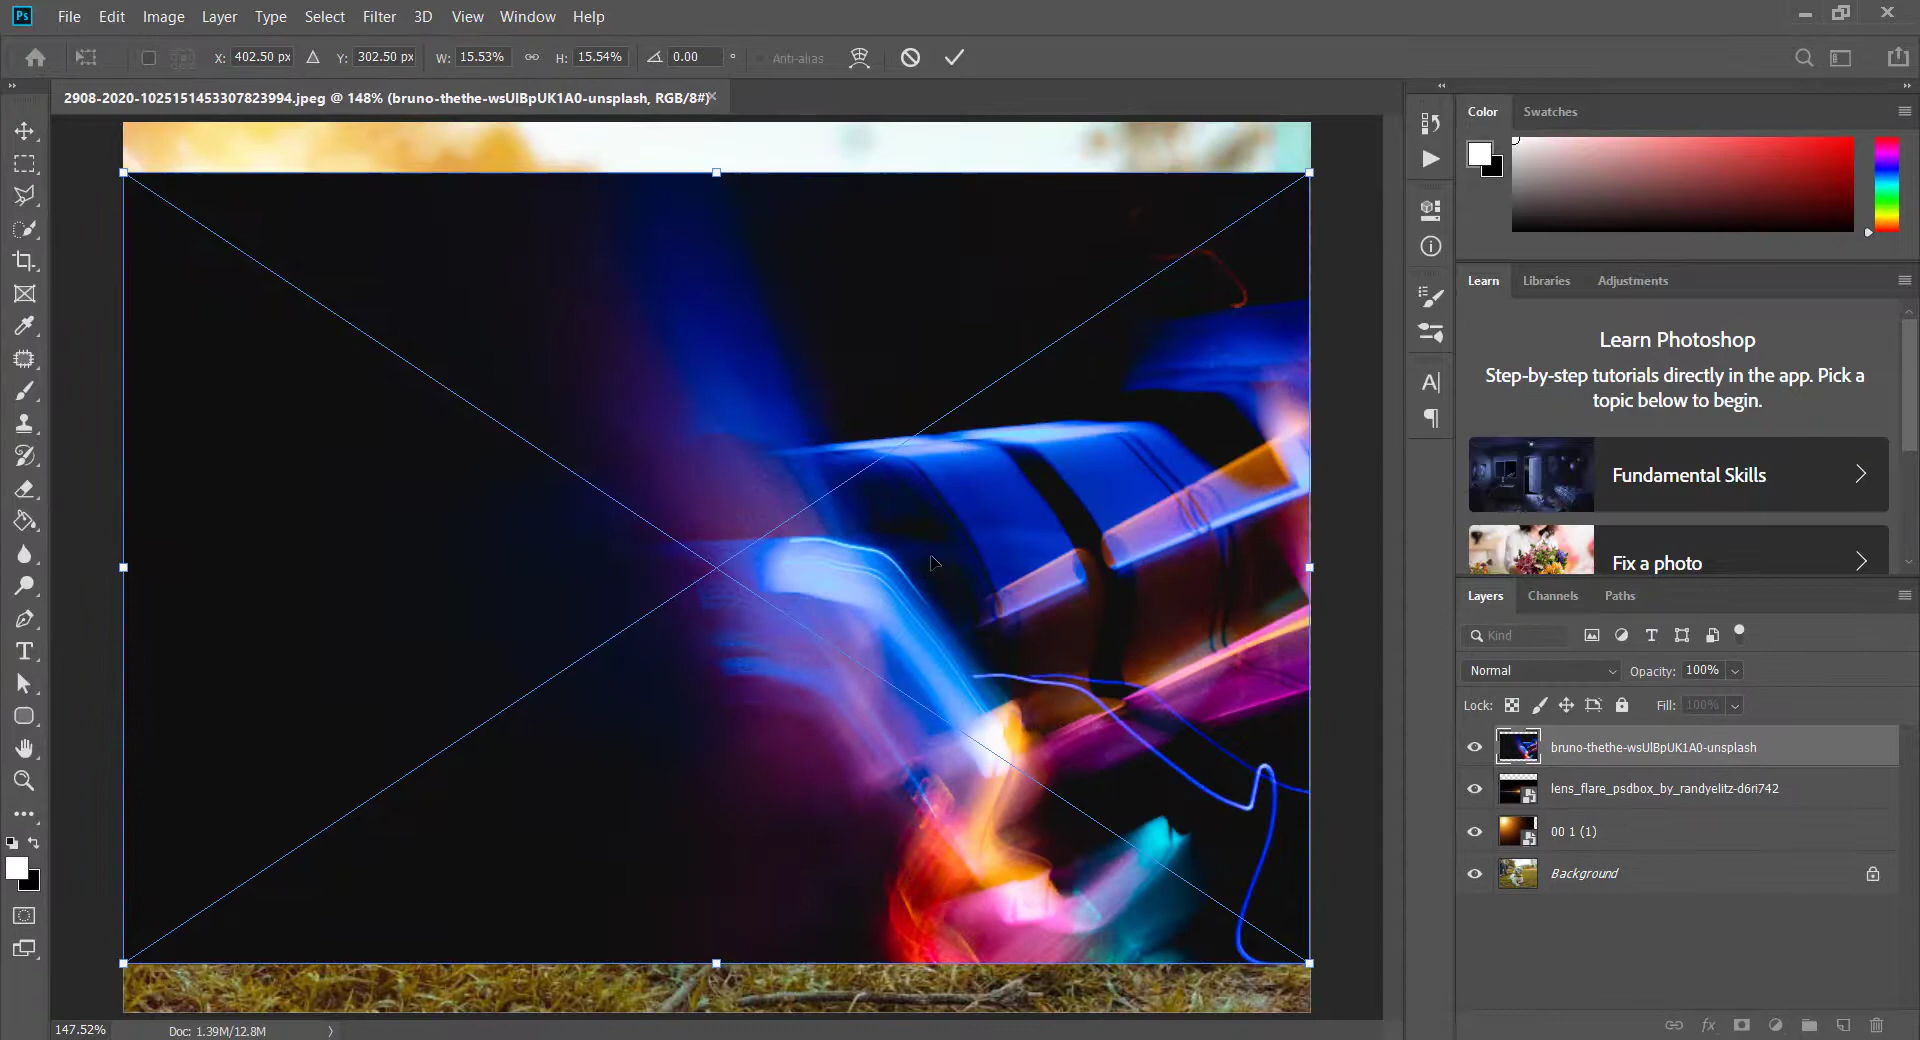 Ps File Edit Image Layer Type Select Filter 3D View Window Help
X: 402.50 px Y: 302.50 px W: 15.53% H: 15.54% 0.00 ° Anti-alias
2908-2020-1025151453307823994.jpeg @ 148% (bruno-thethe-wsUlBpUK1A0-unsplash, RGB/8#)
Color Swatches
Learn Libraries Adjustments
Learn Photoshop
Step-by-step tutorials directly in the app. Pick a
topic below to begin.
Fundamental Skills
Fix a photo
Layers Channels Paths
Kind
Normal Opacity: 100%
Lock: Fill: 100%
bruno-thethe-wsUlBpUK1A0-unsplash
lens_flare_psdbox_by_randyelitz-d6ri742
00 1 (1)
Background
147.52% Doc: 1.39M/12.8M